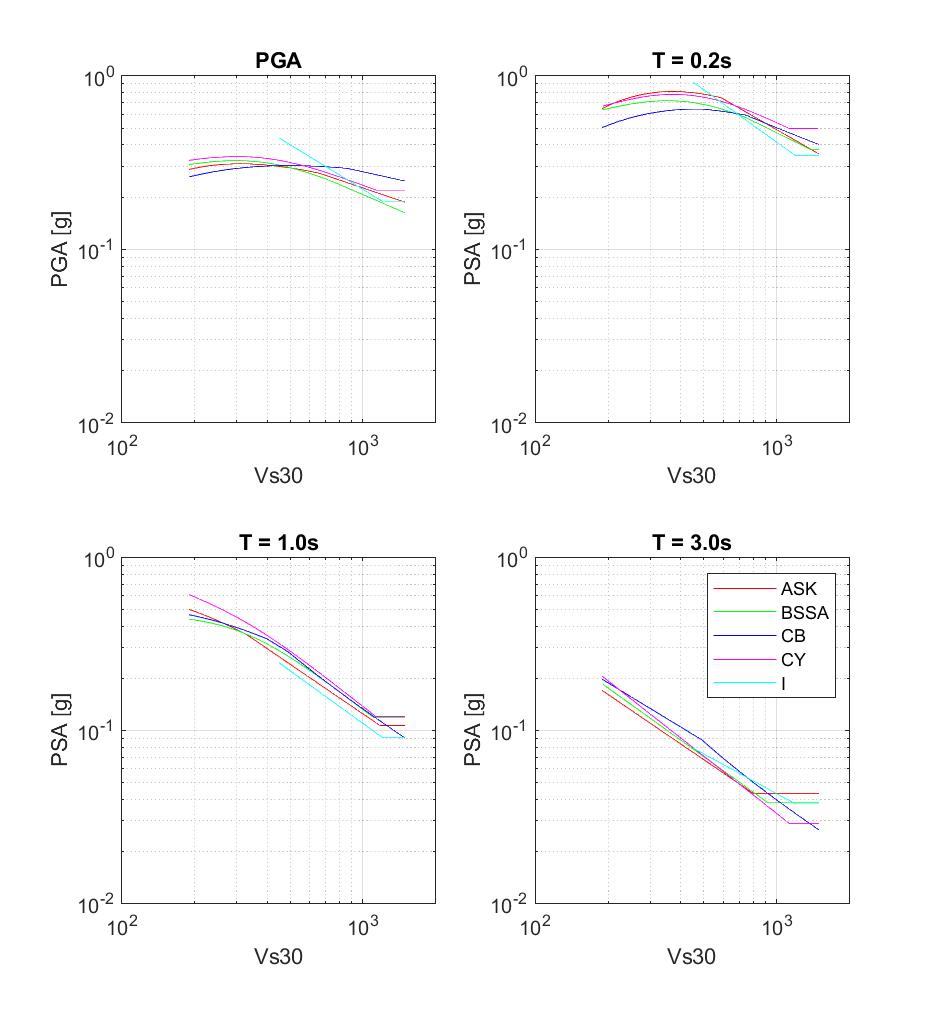 PGA
T = 0.2s
10^0
10^0
PGA [g]
PSA [g]
10^-1
10^-1
10^-2
10^-2
10^2
10^3
10^2
10^3
Vs30
Vs30
T = 1.0s
T = 3.0s
10^0
10^0
ASK
BSSA
CB
CY
I
PSA [g]
PSA [g]
10^-1
10^-1
10^-2
10^-2
10^2
10^3
10^2
10^3
Vs30
Vs30